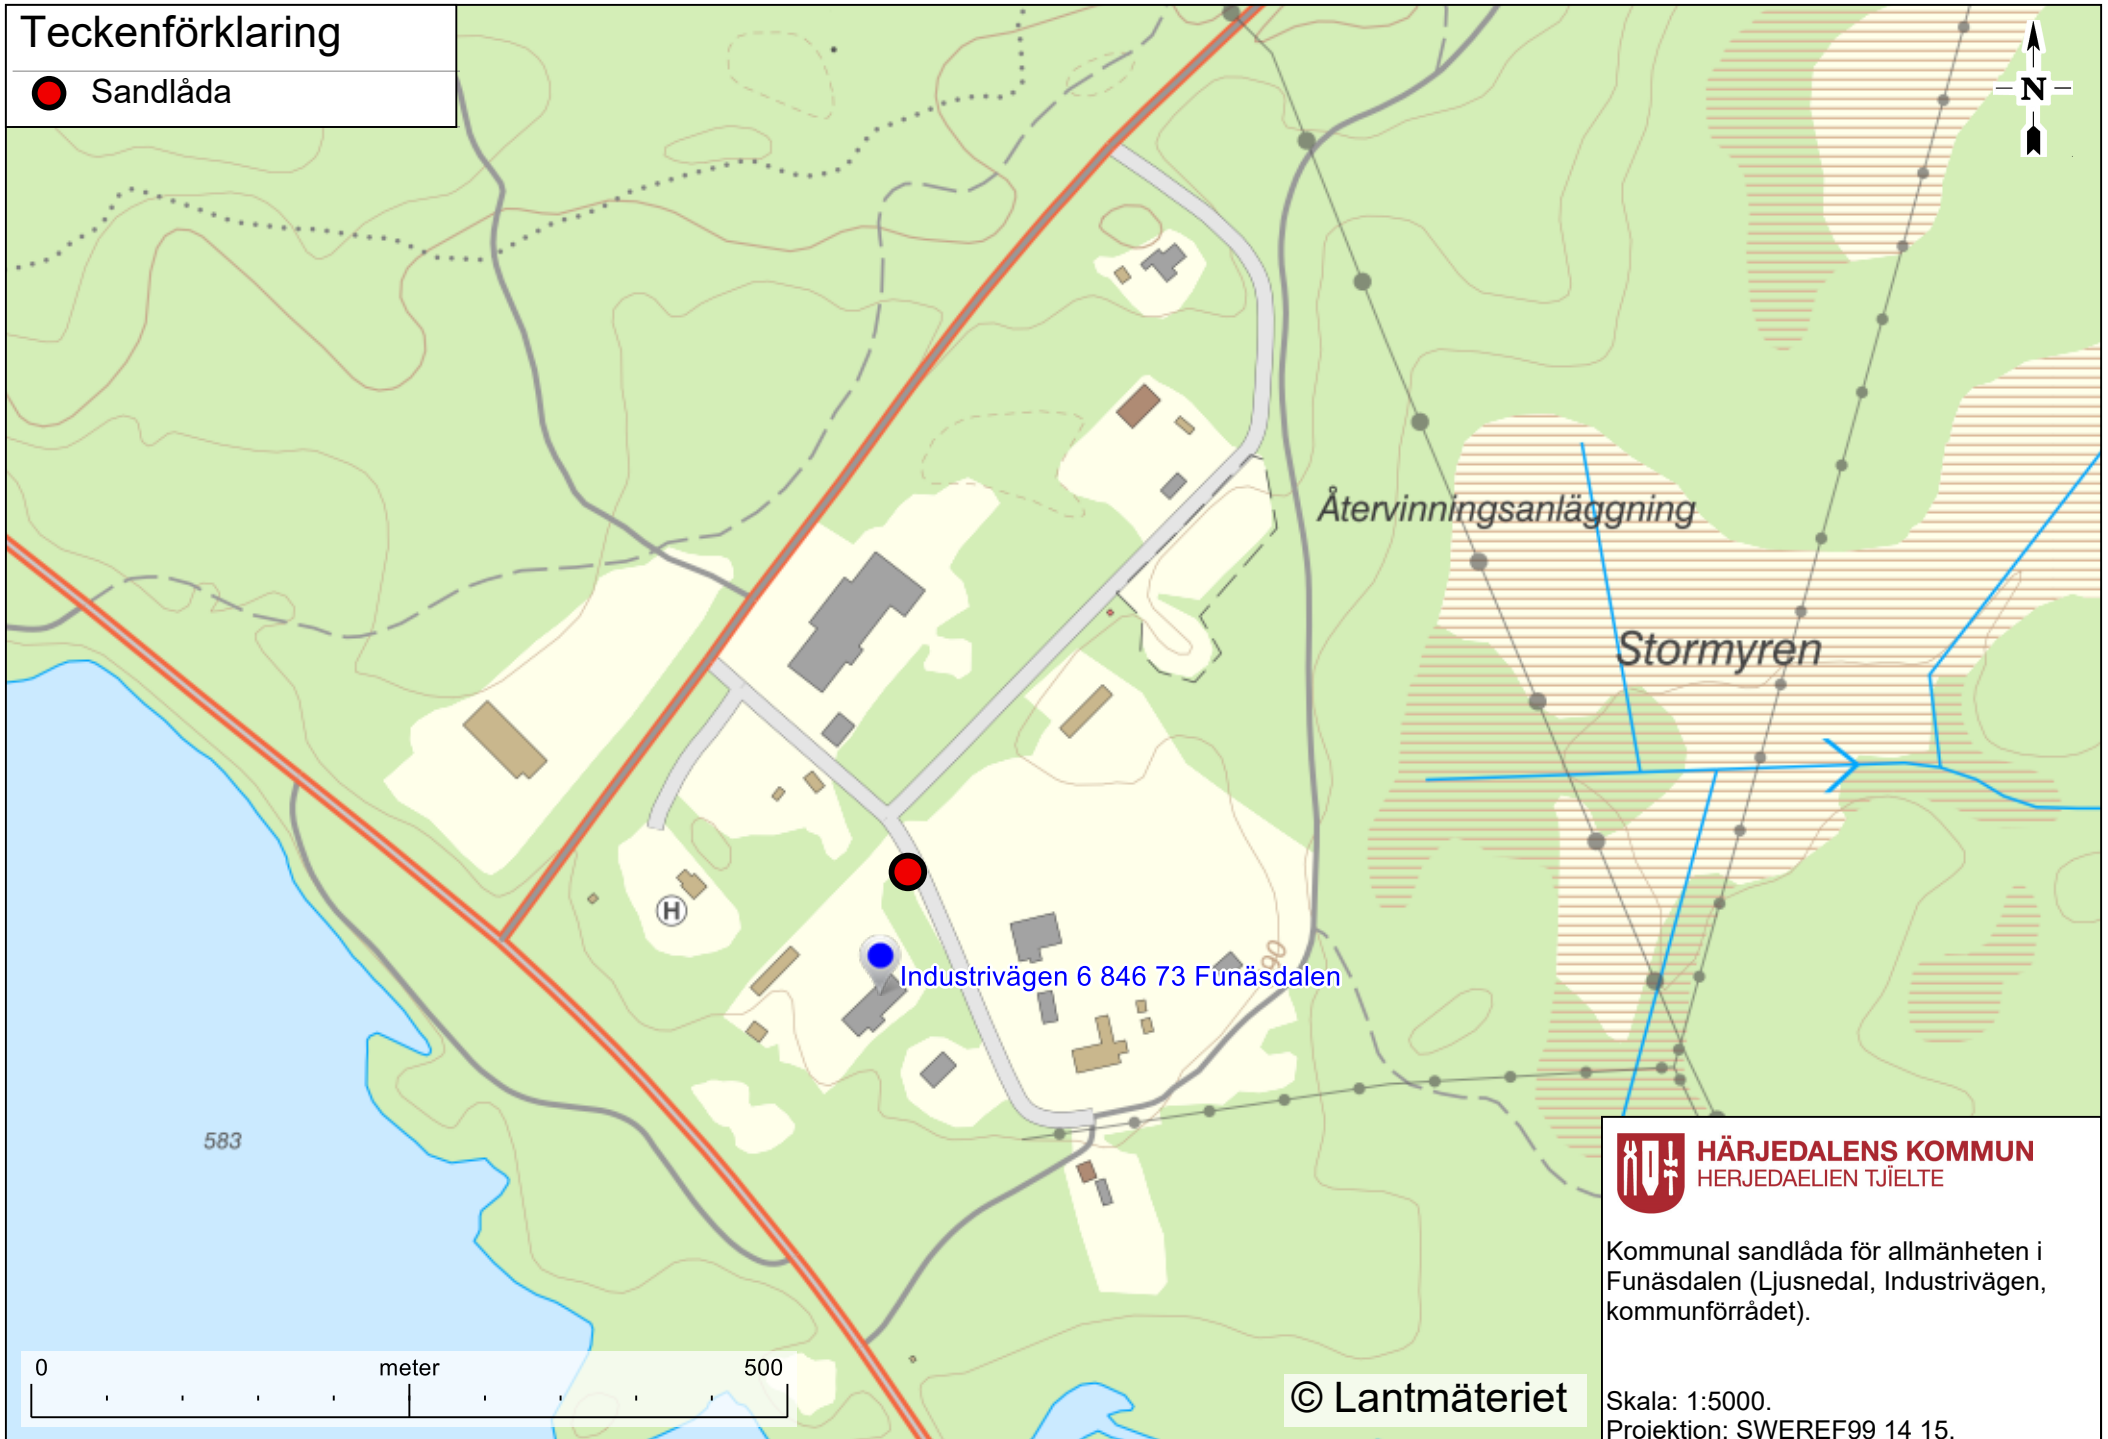 Teckenförklaring
Sandlåda
N
Återvinningsanläggning
Stormyren
H
90
Industrivägen 6 846 73 Funäsdalen
583
HÄRJEDALENS KOMMUN
HERJEDAELIEN TJÏELTE
Kommunal sandlåda för allmänheten i
Funäsdalen (Ljusnedal, Industrivägen,
kommunförrådet).
0 meter 500
© Lantmäteriet
Skala: 1:5000.
Projektion: SWEREF99 14 15.